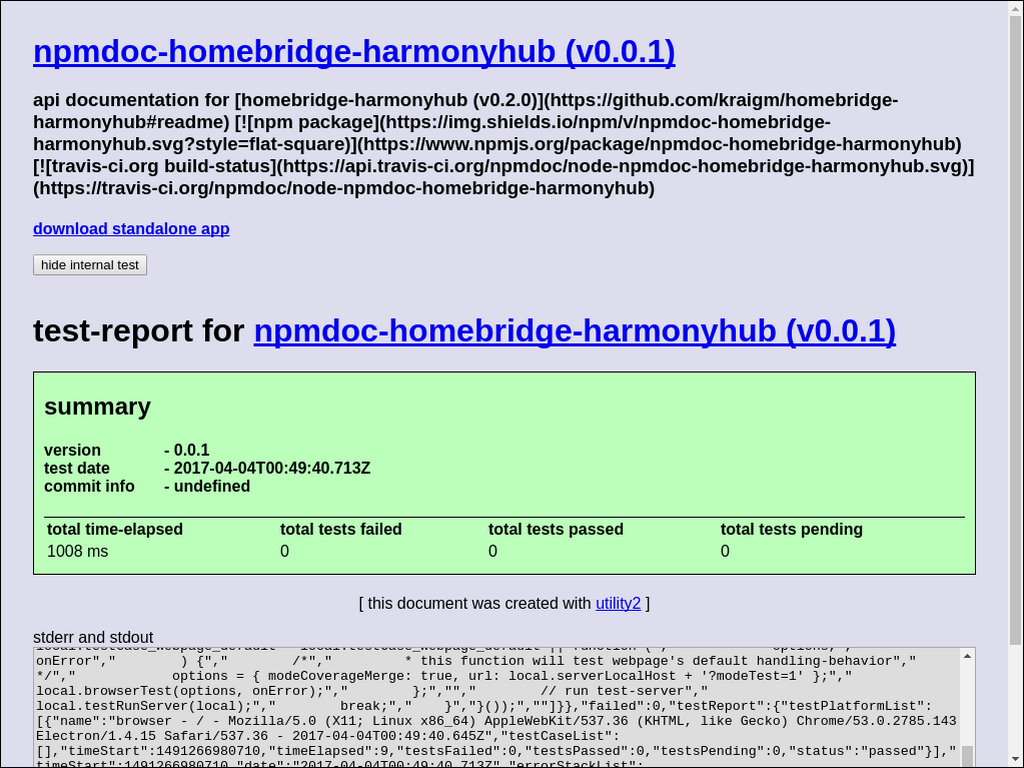 npmdoc-homebridge-harmonyhub (v0.0.1)
api documentation for [homebridge-harmonyhub (v0.2.0)](https://github.com/kraigm/homebridge-
harmonyhub#readme) [![npm package](https://img.shields.io/npm/v/npmdoc-homebridge-
harmonyhub.svg?style=flat-square)](https://www.npmjs.org/package/npmdoc-homebridge-harmonyhub)
[![travis-ci.org build-status](https://api.travis-ci.org/npmdoc/node-npmdoc-homebridge-harmonyhub.svg)]
(https://travis-ci.org/npmdoc/node-npmdoc-homebridge-harmonyhub)
download standalone app
hide internal test
test-report for npmdoc-homebridge-harmonyhub (v0.0.1)
summary
version - 0.0.1
test date - 2017-04-04T00:49:40.713Z
commit info - undefined
total time-elapsed total tests failed total tests passed total tests pending
1008 ms 0 0 0
[ this document was created with utility2 ]
stderr and stdout
onError","        ) {","        /*","         * this function will test webpage's default handling-behavior","
*/","            options = { modeCoverageMerge: true, url: local.serverLocalHost + '?modeTest=1' };","
local.browserTest(options, onError);","        };","","        // run test-server","
local.testRunServer(local);","        break;","    }","}());",""]}},"failed":0,"testReport":{"testPlatformList":
[{"name":"browser - / - Mozilla/5.0 (X11; Linux x86_64) AppleWebKit/537.36 (KHTML, like Gecko) Chrome/53.0.2785.143
Electron/1.4.15 Safari/537.36 - 2017-04-04T00:49:40.645Z","testCaseList":
[],"timeStart":1491266980710,"timeElapsed":9,"testsFailed":0,"testsPassed":0,"testsPending":0,"status":"passed"}],"
timeStart":1491266980710,"date":"2017-04-04T00:49:40.713Z","errorStackList":